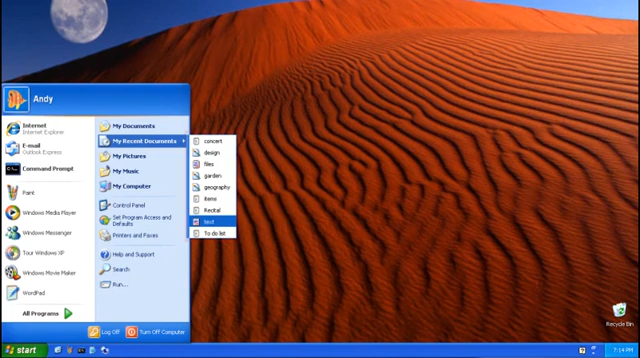 Andy
Internet
Internet Explorer
E-mail
Outlook Express
Command Prompt
Paint
Windows Media Player
Windows Messenger
Tour Windows XP
Windows Movie Maker
WordPad
All Programs
My Documents
My Recent Documents
My Pictures
My Music
My Computer
Control Panel
Set Program Access and
Defaults
Printers and Faxes
Help and Support
Search
Run...
concert
design
files
garden
geography
items
Recital
text
To do list
Log Off
Turn Off Computer
Recycle Bin
start
7:14 PM